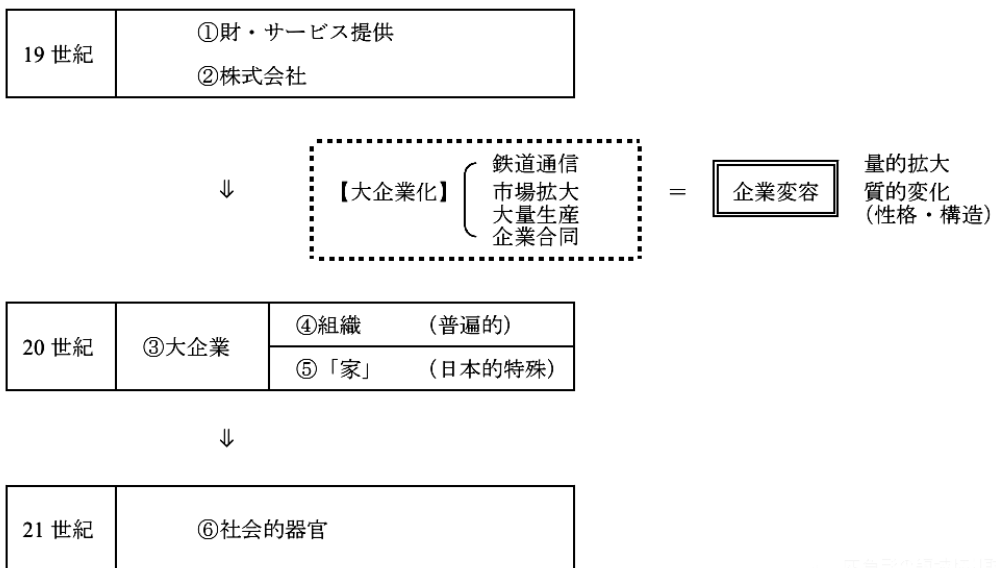 19 世紀
①財・サービス提供
②株式会社
⇓
【大企業化】
鉄道通信
市場拡大
大量生産
企業合同
＝
企業変容
量的拡大
質的変化
（性格・構造）
20 世紀
③大企業
④組織　（普遍的）
⑤「家」　（日本的特殊）
⇓
21 世紀
⑥社会的器官